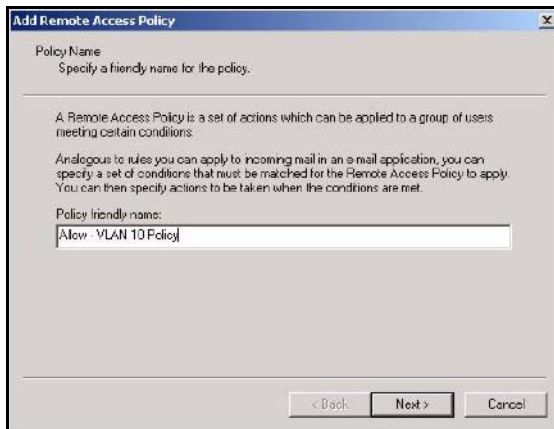 Add Remote Access Policy
Policy Name
Specify a friendly name for the policy.
A Remote Access Policy is a set of actions which can be applied to a group of users
meeting certain conditions.
Analogous to rules you can apply to incoming mail in an e-mail application, you can
specify a set of conditions that must be matched for the Remote Access Policy to apply.
You can then specify actions to be taken when the conditions are met.
Policy friendly name:
Allow - VLAN 10 Policy
< Back Next > Cancel